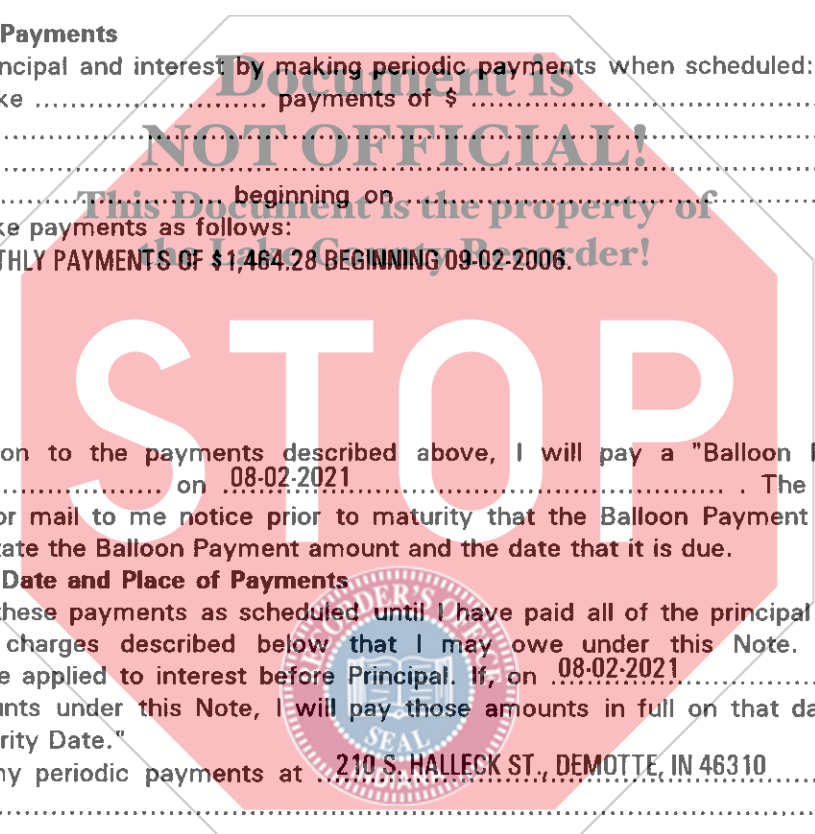 Payments
Document is
ncipal and interest by making periodic payments when scheduled:
ke ........................ payments of $ ........................
NOT OFFICIAL!
........................ beginning on ........................
This Document is the property of
ke payments as follows:
the Lake County Recorder!
THLY PAYMENTS OF $1,464.28 BEGINNING 09-02-2006.
STOP
on to the payments described above, I will pay a "Balloon P
........................ on 08-02-2021 ........................ . The
or mail to me notice prior to maturity that the Balloon Payment
tate the Balloon Payment amount and the date that it is due.
Date and Place of Payments
these payments as scheduled until I have paid all of the principal
charges described below that I may owe under this Note.
e applied to interest before Principal. If, on 08-02-2021
unts under this Note, I will pay those amounts in full on that da
rity Date."
ny periodic payments at 210 S. HALLECK ST., DEMOTTE, IN 46310
SEAL
INDIANA